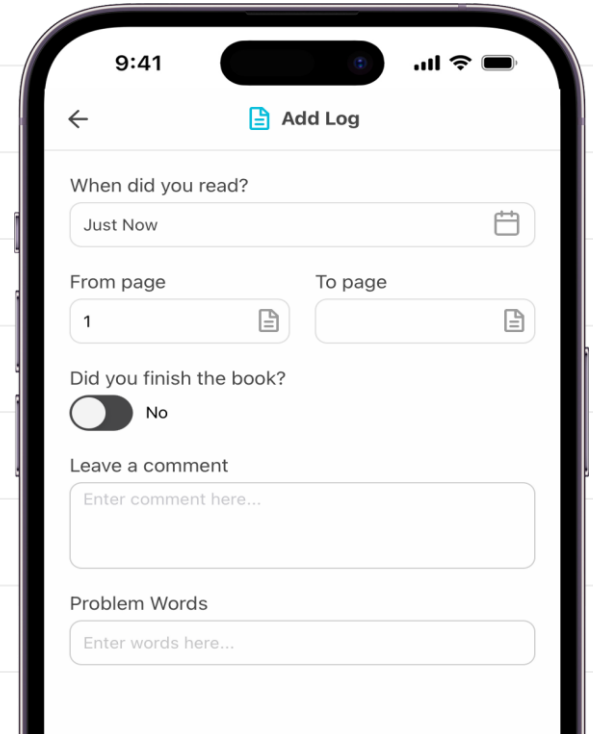 9:41
Add Log
When did you read?
Just Now
From page To page
1
Did you finish the book?
No
Leave a comment
Enter comment here...
Problem Words
Enter words here...